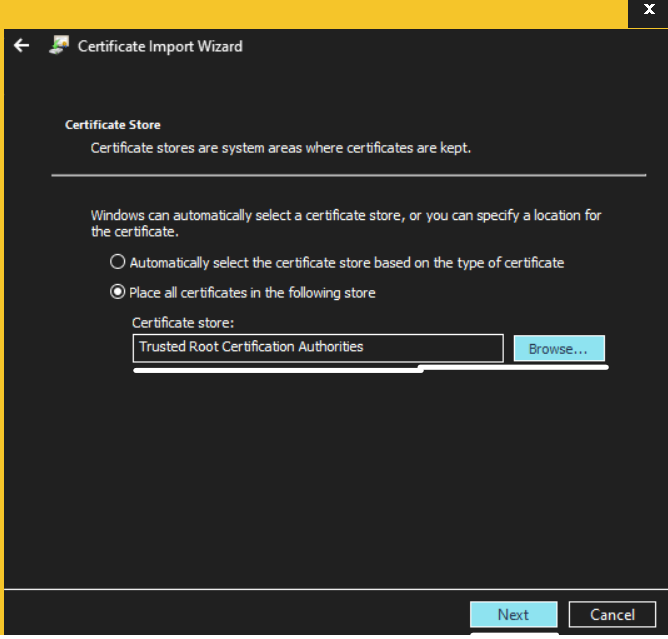 x
Certificate Import Wizard
Certificate Store
Certificate stores are system areas where certificates are kept.
Windows can automatically select a certificate store, or you can specify a location for
the certificate.
Automatically select the certificate store based on the type of certificate
Place all certificates in the following store
Certificate store:
Trusted Root Certification Authorities
Browse...
Next
Cancel